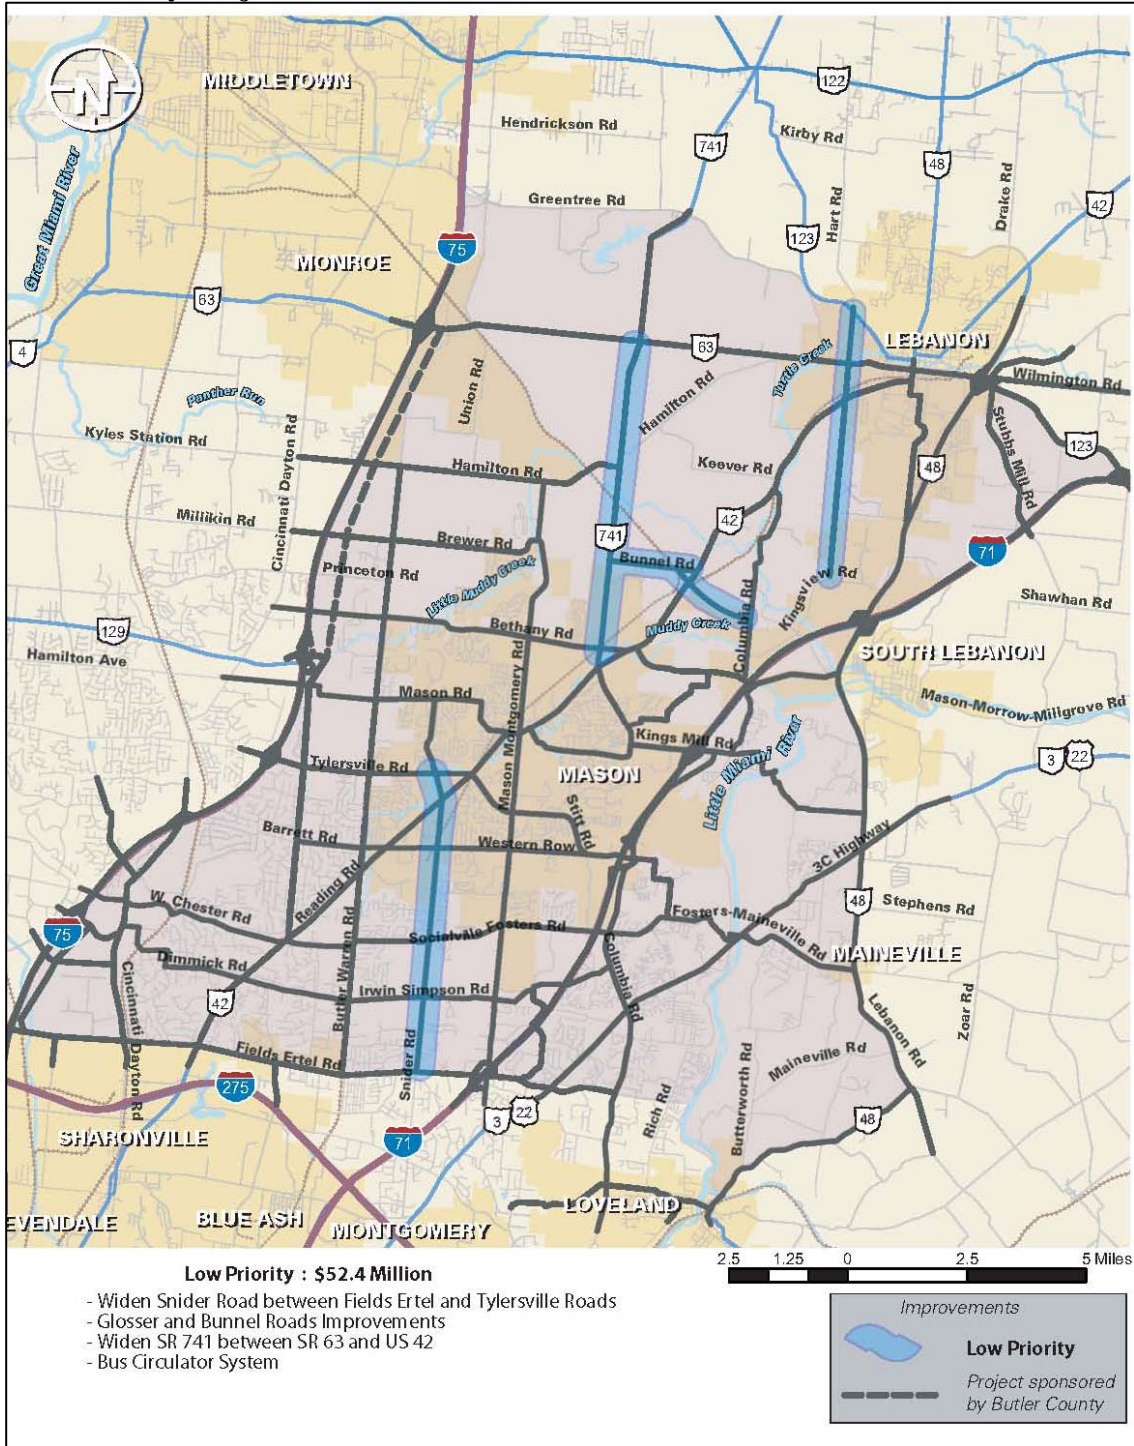 MIDDLETOWN
122
Hendrickson Rd
Kirby Rd
741
48
N
Great Miami River
Greentree Rd
Hart Rd
Drake Rd
42
123
75
MONROE
63
4
LEBANON
63
Turtle Creek
Wilmington Rd
Union Rd
Hamilton Rd
Panther Run
Stubbs Mill Rd
123
Kyles Station Rd
Cincinnati Dayton Rd
Hamilton Rd
Keever Rd
48
Millikin Rd
42
741
Brewer Rd
71
Bunnel Rd
Princeton Rd
Little Muddy Creek
Kingsview Rd
Columbia Rd
Shawhan Rd
129
Bethany Rd
Muddy Creek
Hamilton Ave
SOUTH LEBANON
Mason Montgomery Rd
Mason Rd
Mason-Morrow-Millgrove Rd
Kings Mill Rd
Little Miami River
3
22
Tylersville Rd
MASON
Stitt Rd
Barrett Rd
Western Row
3C Highway
Reading Rd
48
Stephens Rd
W. Chester Rd
Fosters-Maineville Rd
75
Socialville Fosters Rd
MAINEVILLE
Dimmick Rd
Butler Warren Rd
Columbia Rd
Cincinnati Dayton Rd
42
Irwin Simpson Rd
Lebanon Rd
Zoar Rd
Fields Ertel Rd
Snider Rd
Maineville Rd
275
Rich Rd
Butterworth Rd
3
22
48
SHARONVILLE
71
LOVELAND
EVENDALE
BLUE ASH
MONTGOMERY
2.5 1.25 0 2.5 5 Miles
Low Priority : $52.4 Million
- Widen Snider Road between Fields Ertel and Tylersville Roads
- Glosser and Bunnel Roads Improvements
- Widen SR 741 between SR 63 and US 42
- Bus Circulator System
Improvements
Low Priority
Project sponsored
by Butler County